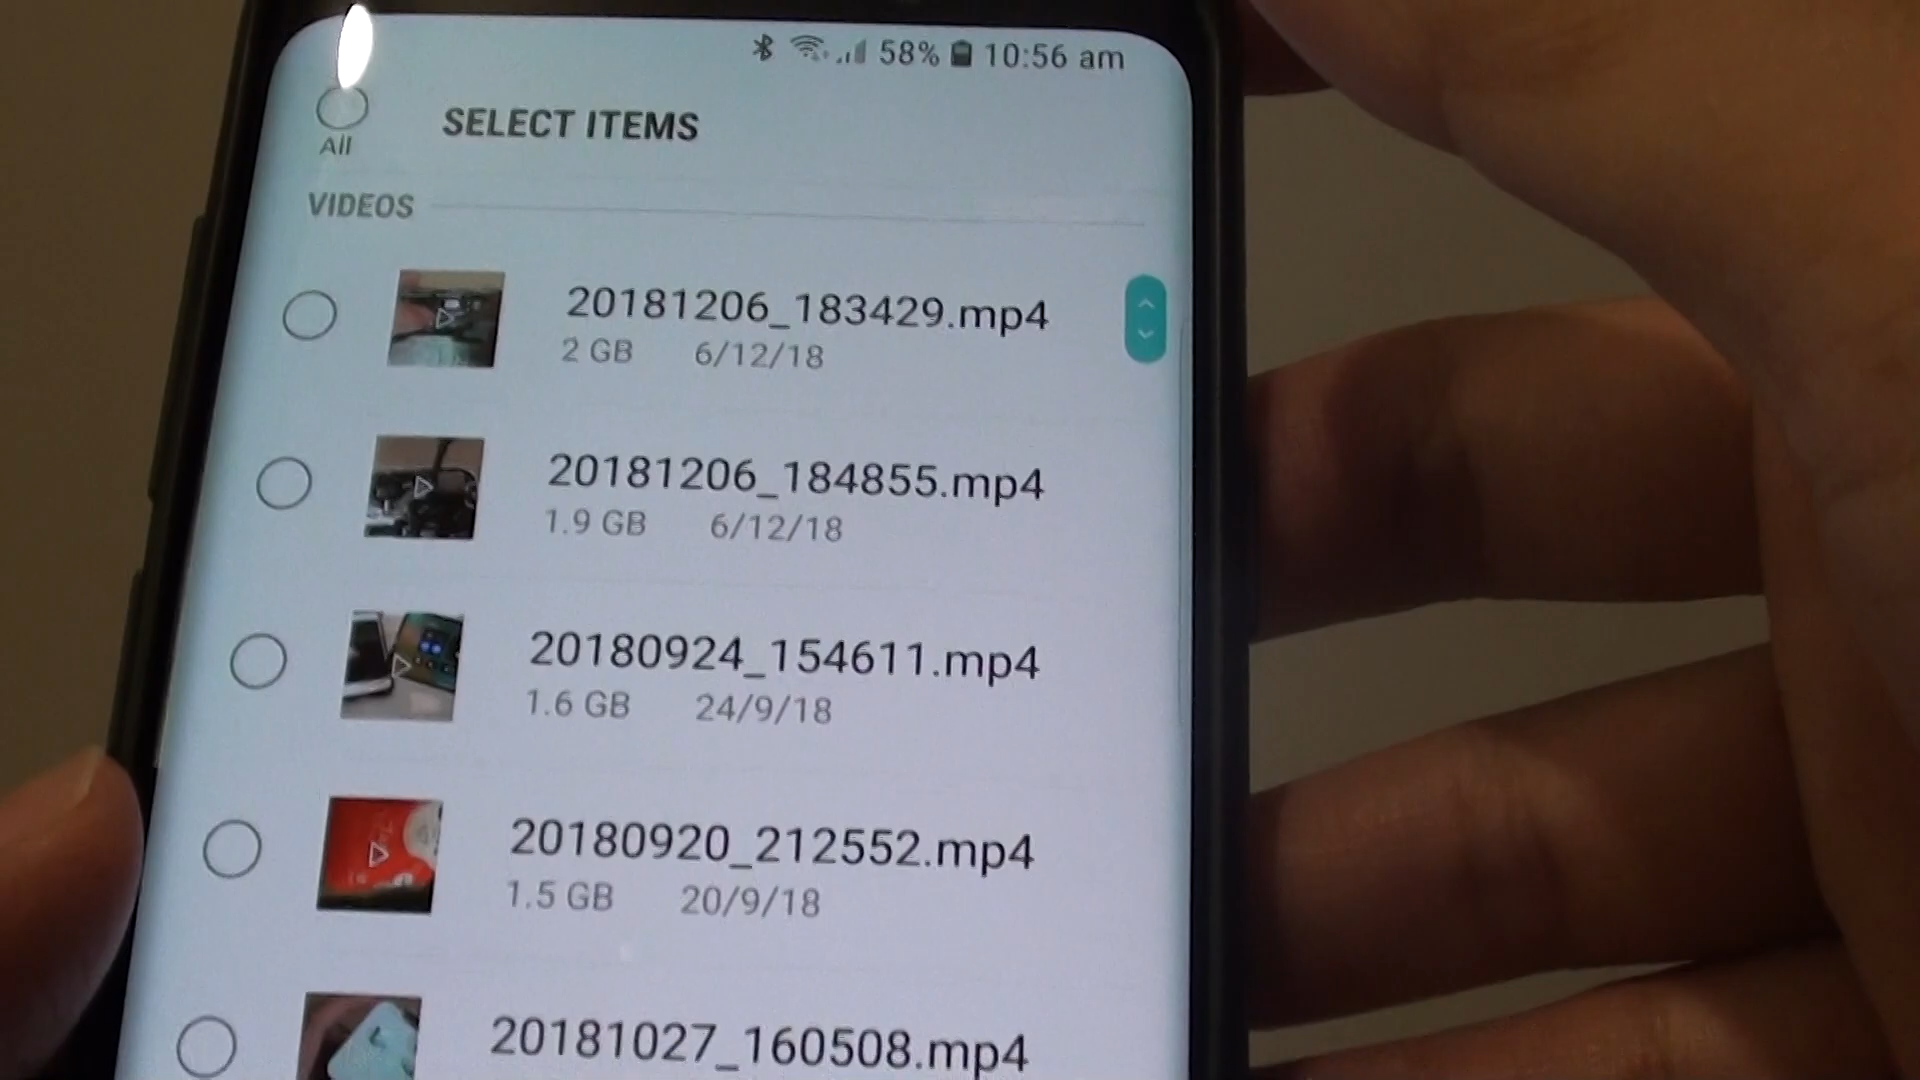 58% 10:56 am
All
SELECT ITEMS
VIDEOS
20181206_183429.mp4
2 GB 6/12/18
20181206_184855.mp4
1.9 GB 6/12/18
20180924_154611.mp4
1.6 GB 24/9/18
20180920_212552.mp4
1.5 GB 20/9/18
20181027_160508.mp4